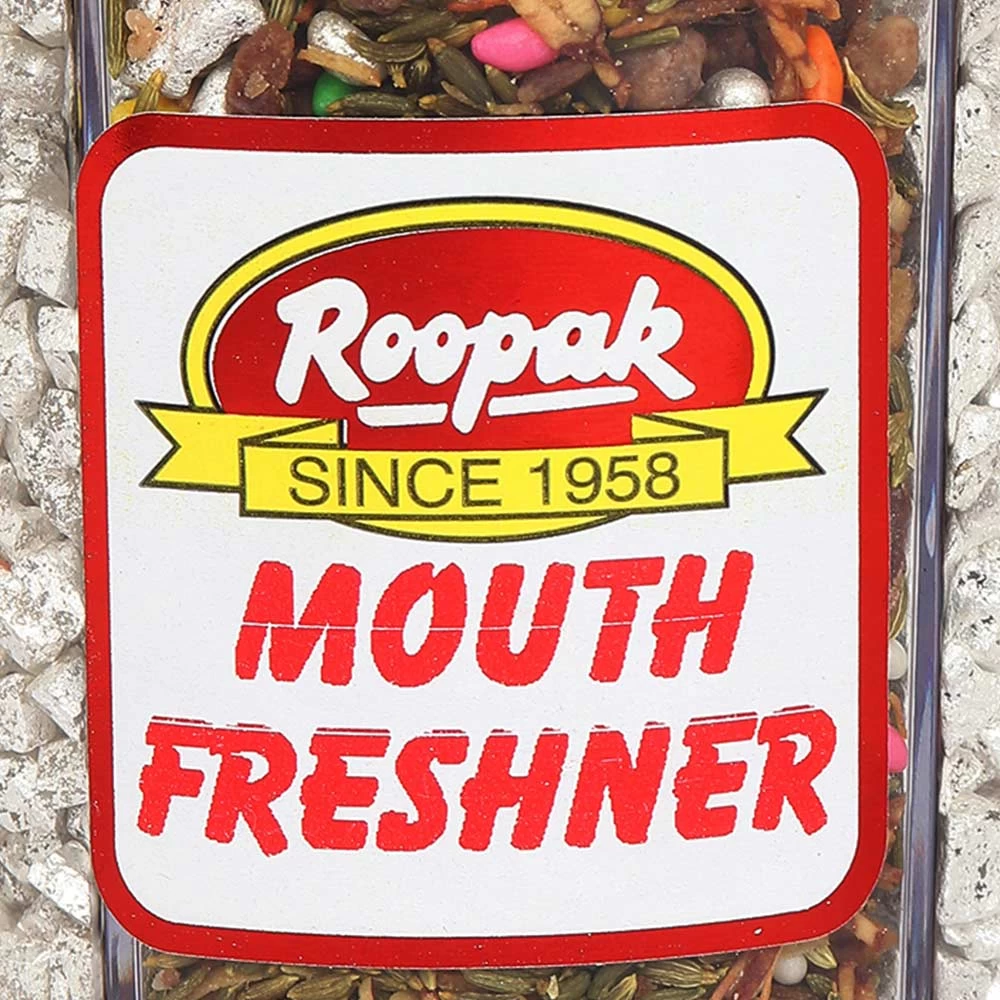 Roopak
SINCE 1958
MOUTH
FRESHNER